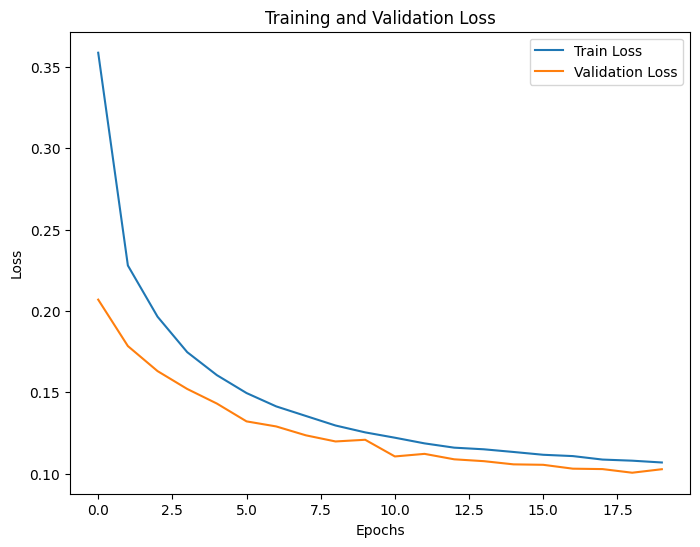 Training and Validation Loss
Train Loss
Validation Loss
0.35
0.30
0.25
0.20
0.15
0.10
Loss
0.0 2.5 5.0 7.5 10.0 12.5 15.0 17.5
Epochs